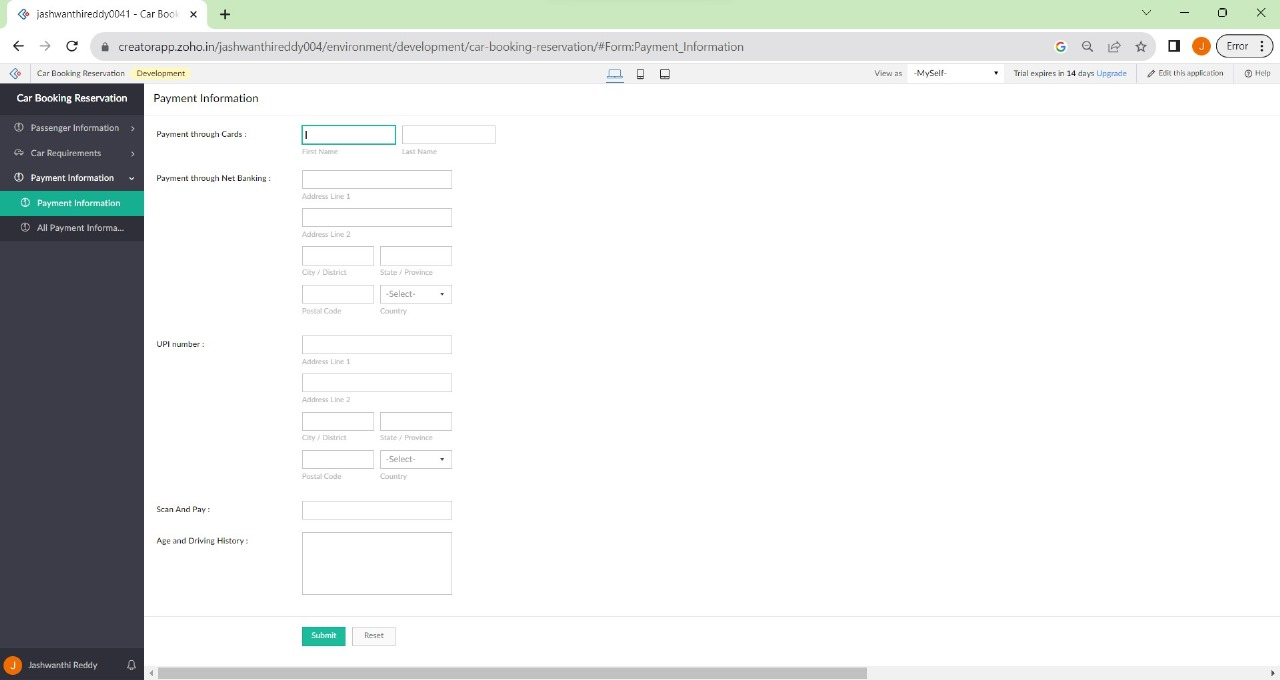 jashwanthireddy0041 - Car Book
creatorapp.zoho.in/jashwanthireddy004/environment/development/car-booking-reservation/#Form:Payment_Information
J
Error
Car Booking Reservation
Development
View as
-MySelf-
Trial expires in 14 days Upgrade
Edit this application
Help
Car Booking Reservation
Passenger Information
Car Requirements
Payment Information
Payment Information
All Payment Informa...
Jashwanthi Reddy
J
Payment Information
Payment through Cards :
First Name
Last Name
Payment through Net Banking :
Address Line 1
Address Line 2
City / District
State / Province
-Select-
Postal Code
Country
UPI number :
Address Line 1
Address Line 2
City / District
State / Province
-Select-
Postal Code
Country
Scan And Pay :
Age and Driving History :
Submit
Reset